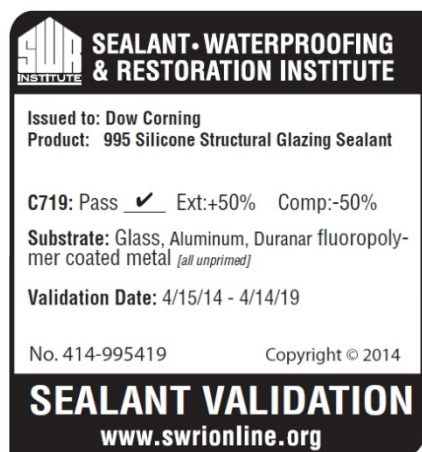 SWR
INSTITUTE
SEALANT • WATERPROOFING
& RESTORATION INSTITUTE
Issued to: Dow Corning
Product: 995 Silicone Structural Glazing Sealant
C719: Pass ✔ Ext:+50% Comp:-50%
Substrate: Glass, Aluminum, Duranar fluoropoly-
mer coated metal [all unprimed]
Validation Date: 4/15/14 - 4/14/19
No. 414-995419 Copyright © 2014
SEALANT VALIDATION
www.swrionline.org